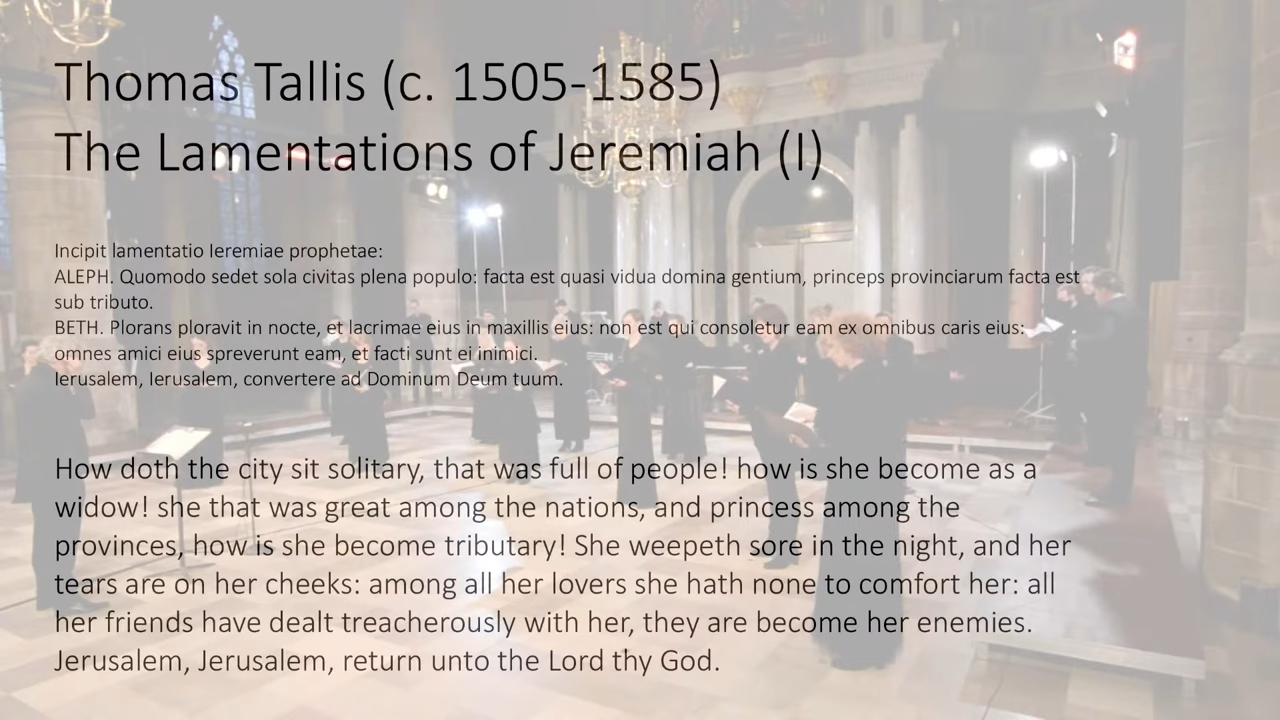 Thomas Tallis (c. 1505-1585)
The Lamentations of Jeremiah (I)
Incipit lamentatio Ieremiae prophetae:
ALEPH. Quomodo sedet sola civitas plena populo: facta est quasi vidua domina gentium, princeps provinciarum facta est
sub tributo.
BETH. Plorans ploravit in nocte, et lacrimae eius in maxillis eius: non est qui consoletur eam ex omnibus caris eius:
omnes amici eius spreverunt eam, et facti sunt ei inimici.
Ierusalem, Ierusalem, convertere ad Dominum Deum tuum.
How doth the city sit solitary, that was full of people! how is she become as a
widow! she that was great among the nations, and princess among the
provinces, how is she become tributary! She weepeth sore in the night, and her
tears are on her cheeks: among all her lovers she hath none to comfort her: all
her friends have dealt treacherously with her, they are become her enemies.
Jerusalem, Jerusalem, return unto the Lord thy God.